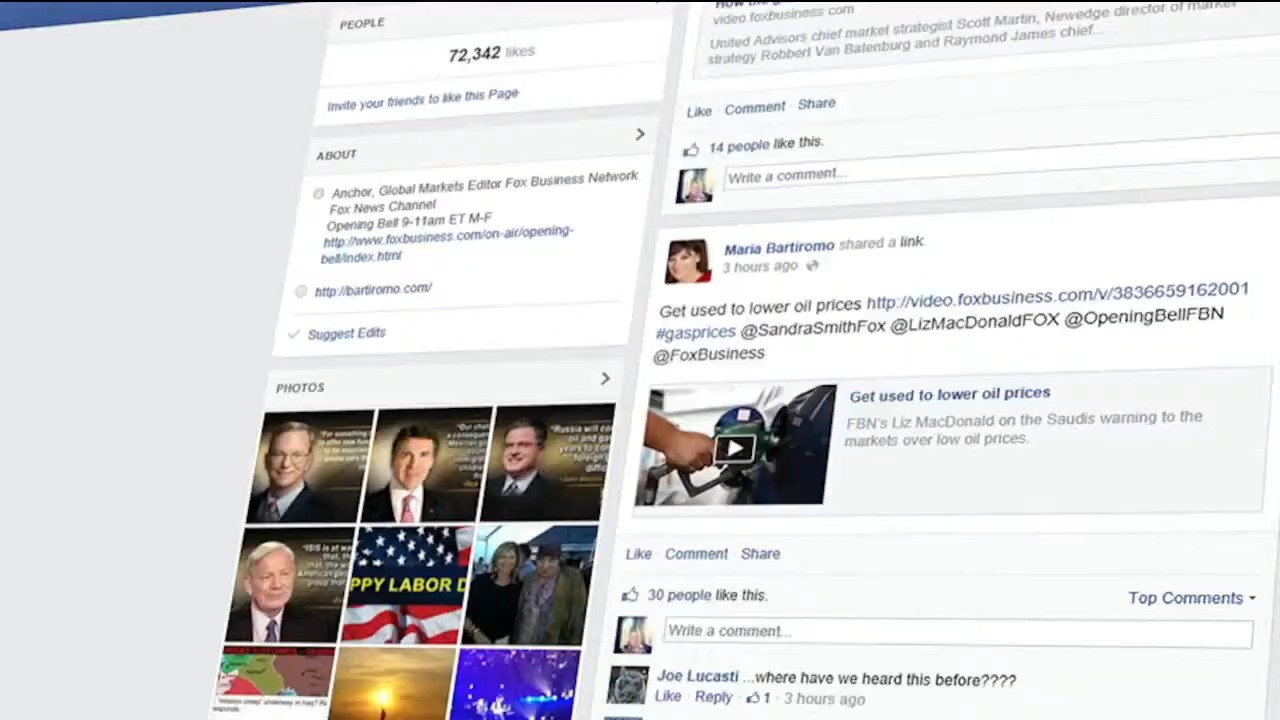 PEOPLE
72,342 likes
Invite your friends to like this Page
ABOUT
Anchor, Global Markets Editor Fox Business Network
Fox News Channel
Opening Bell 9-11am ET M-F
http://www.foxbusiness.com/on-air/opening-
bell/index.html
http://bartiromo.com/
Suggest Edits
PHOTOS
PPY LABOR D
video.foxbusiness.com
United Advisors chief market strategist Scott Martin, Newedge director of market
strategy Robbert Van Batenburg and Raymond James chief...
Like · Comment · Share
14 people like this.
Write a comment...
Maria Bartiromo shared a link.
3 hours ago
Get used to lower oil prices http://video.foxbusiness.com/v/3836659162001
#gasprices @SandraSmithFox @LizMacDonaldFOX @OpeningBellFBN
@FoxBusiness
Get used to lower oil prices
FBN's Liz MacDonald on the Saudis warning to the
markets over low oil prices.
Like Comment Share
30 people like this.
Top Comments
Write a comment...
Joe Lucasti ...where have we heard this before????
Like · Reply · 1 · 3 hours ago